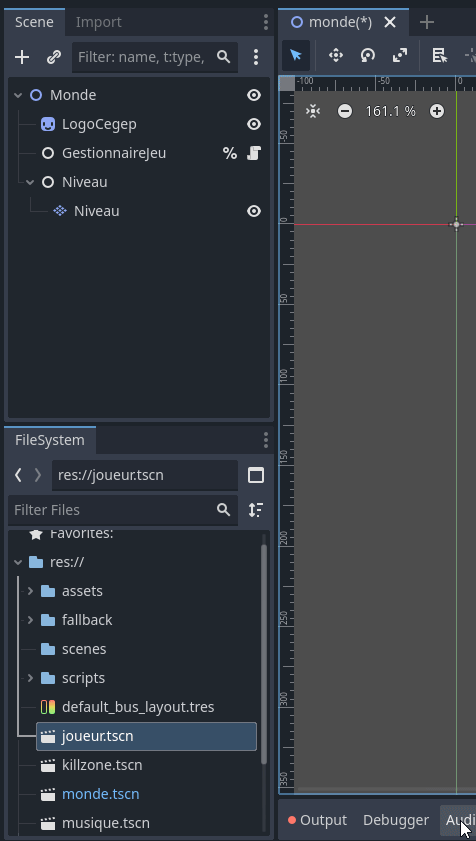 Scene Import
Filter: name, t:type,
Monde
LogoCegep
GestionnaireJeu %
Niveau
Niveau
FileSystem
res://joueur.tscn
Filter Files
Favorites:
res://
assets
fallback
scenes
scripts
default_bus_layout.tres
joueur.tscn
killzone.tscn
monde.tscn
musique.tscn
monde(*)
-100 -50 0
161.1 %
-50
0
50
100
150
200
250
300
350
Output Debugger Audi